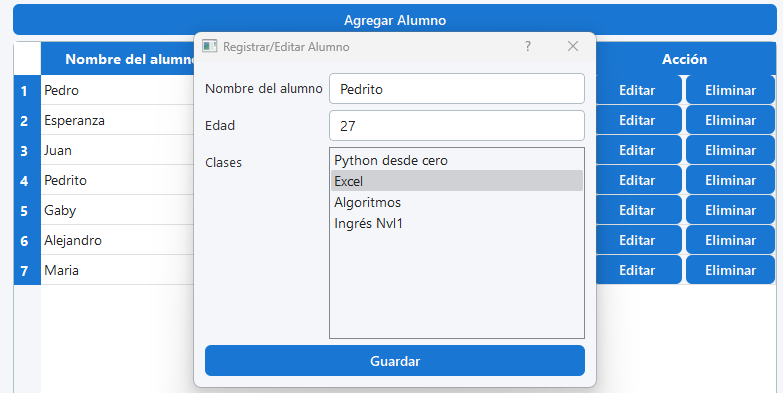 Agregar Alumno
Registrar/Editar Alumno ?
Nombre del alumno Acción
1 Pedro Editar Eliminar
2 Esperanza Editar Eliminar
3 Juan Editar Eliminar
4 Pedrito Editar Eliminar
5 Gaby Editar Eliminar
6 Alejandro Editar Eliminar
7 Maria Editar Eliminar
Nombre del alumno Pedrito
Edad 27
Clases
Python desde cero
Excel
Algoritmos
Ingrés Nvl1
Guardar